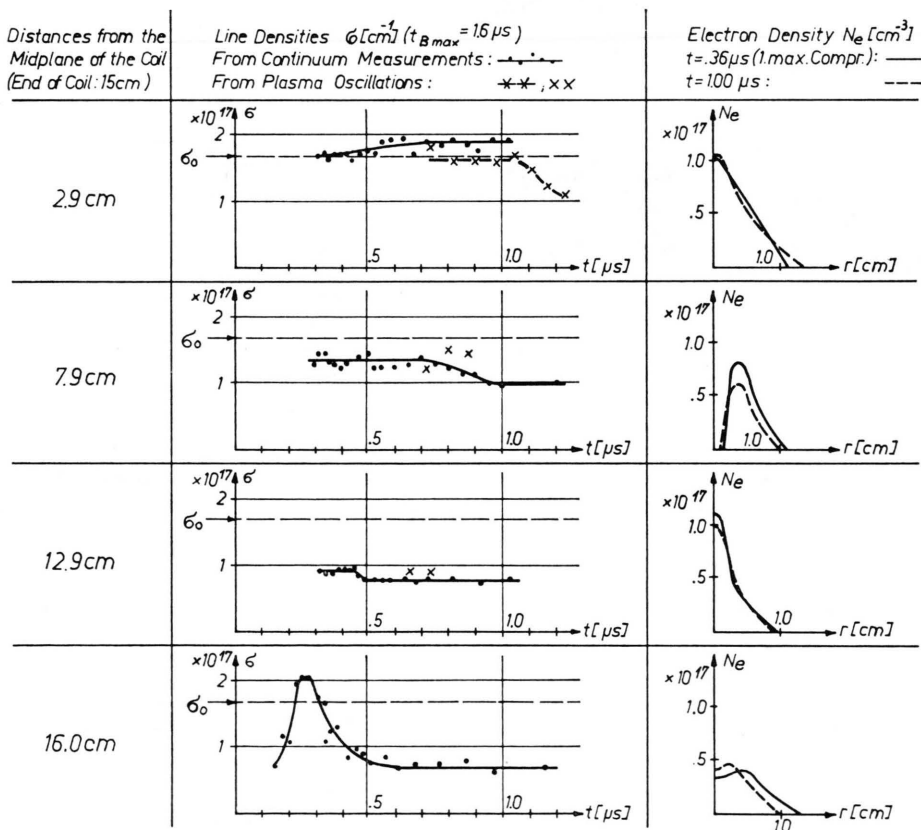 Distances from the
Midplane of the Coil
(End of Coil: 15cm)
Line Densities σ[cm⁻¹] (t B max = 1.6 µs)
From Continuum Measurements :
From Plasma Oscillations : ; ××
Electron Density Nₑ [cm⁻³]
t=.36µs (1.max.Compr.):
t=1.00 µs :
2.9 cm
×10¹⁷ σ
2
σ₀
1
.5
1.0
t [µs]
Nₑ
×10¹⁷
1.0
.5
1.0
r [cm]
7.9 cm
×10¹⁷ σ
2
σ₀
1
.5
1.0
t [µs]
Nₑ
×10¹⁷
1.0
.5
1.0
r [cm]
12.9 cm
×10¹⁷ σ
2
σ₀
1
.5
1.0
t [µs]
Nₑ
×10¹⁷
1.0
.5
1.0
r [cm]
16.0 cm
×10¹⁷ σ
2
σ₀
1
.5
1.0
t [µs]
Nₑ
×10¹⁷
1.0
.5
1.0
r [cm]